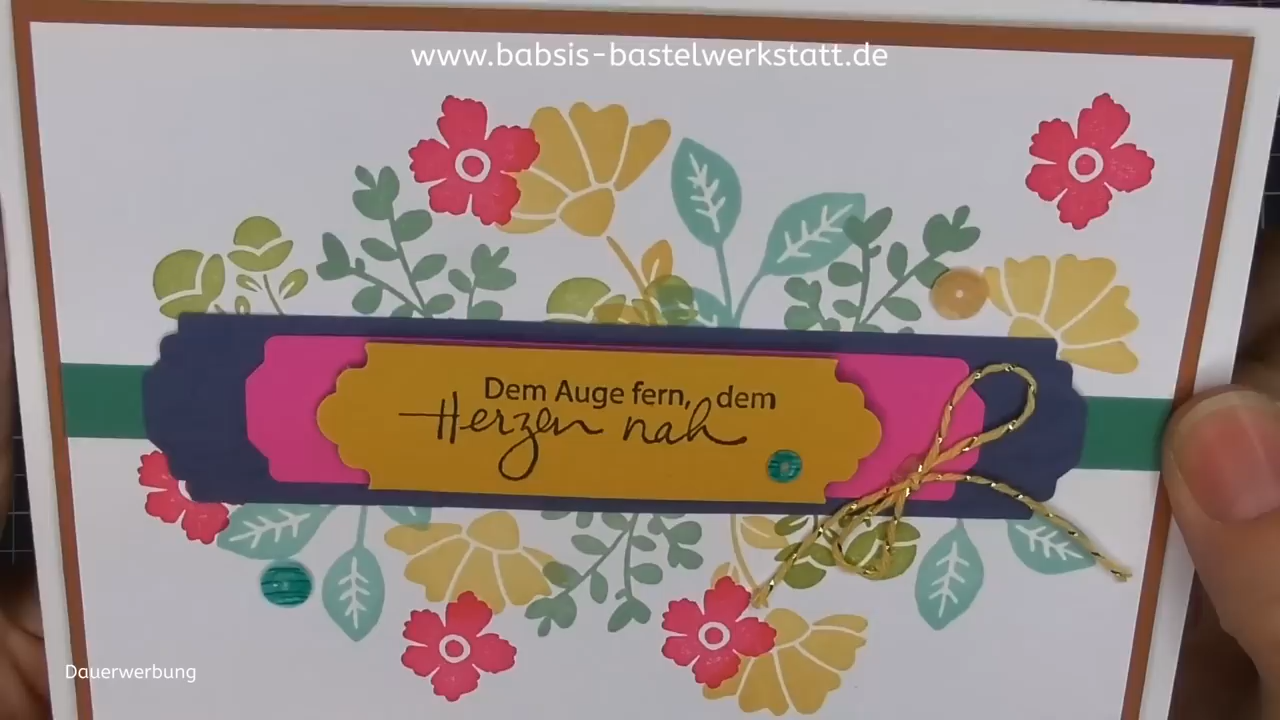 www.babsis-bastelwerkstatt.de
Dem Auge fern, dem
Herzen nah
Dauerwerbung